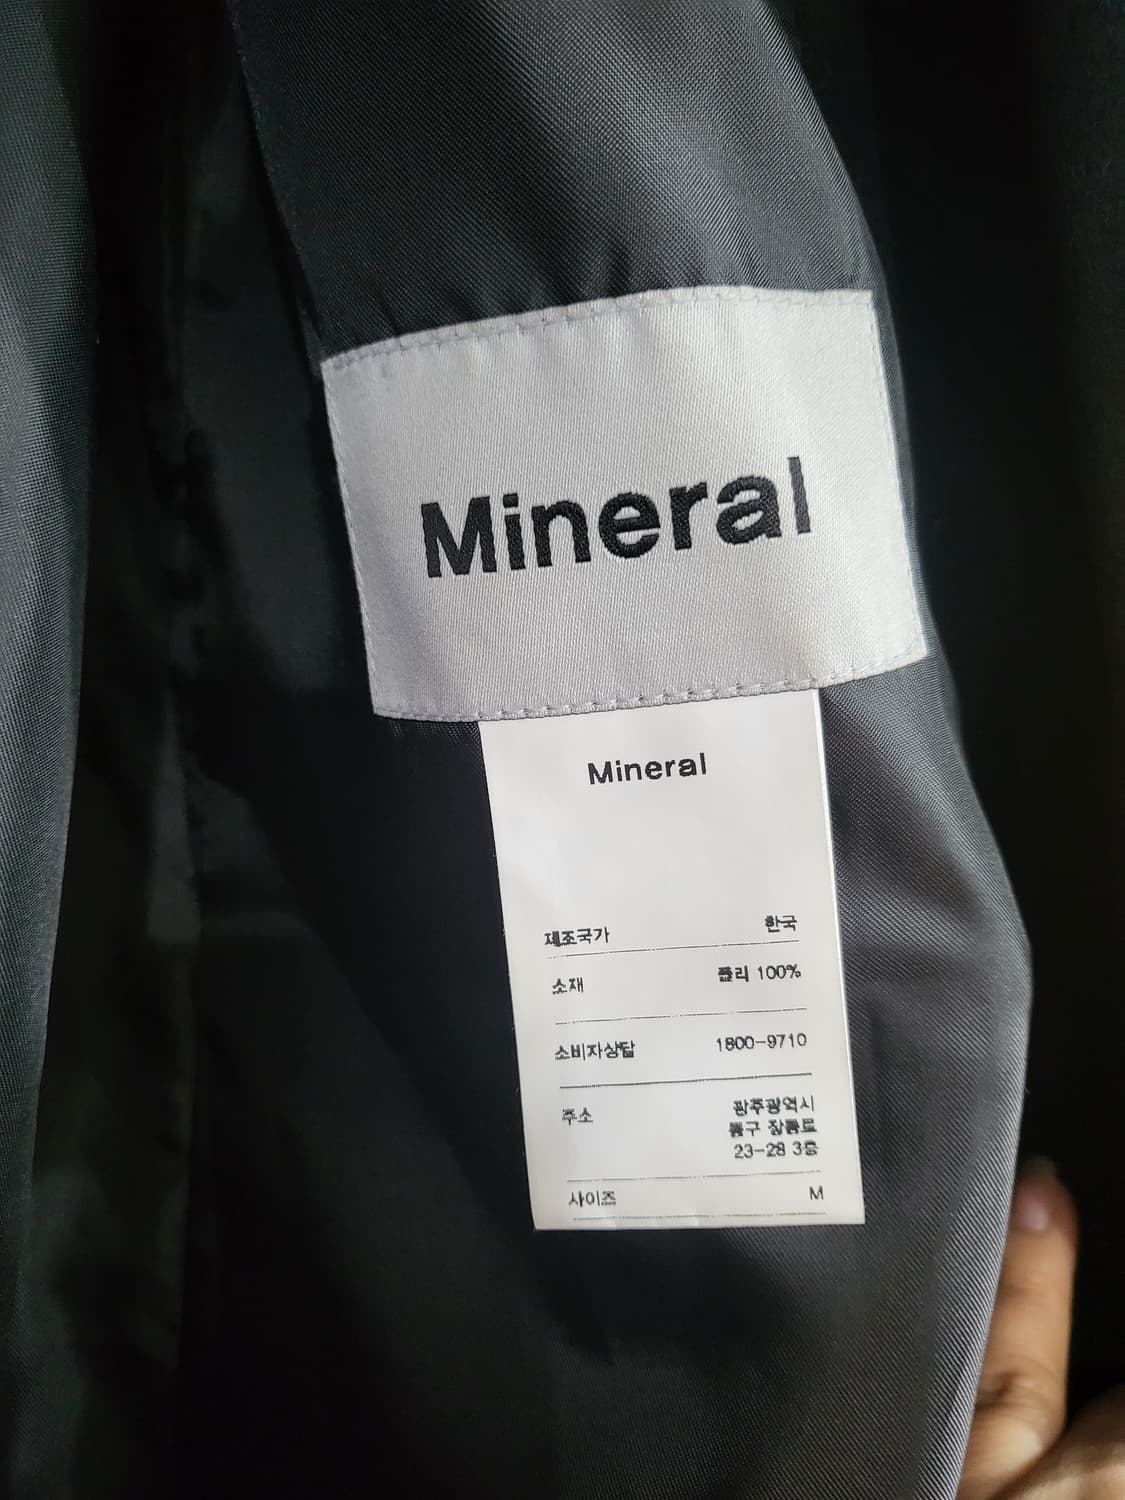 Mineral
Mineral
제조국가 한국
소재 폴리 100%
소비자상담 1800-9710
주소 광주광역시
동구 장동로
23-28 3층
사이즈 M